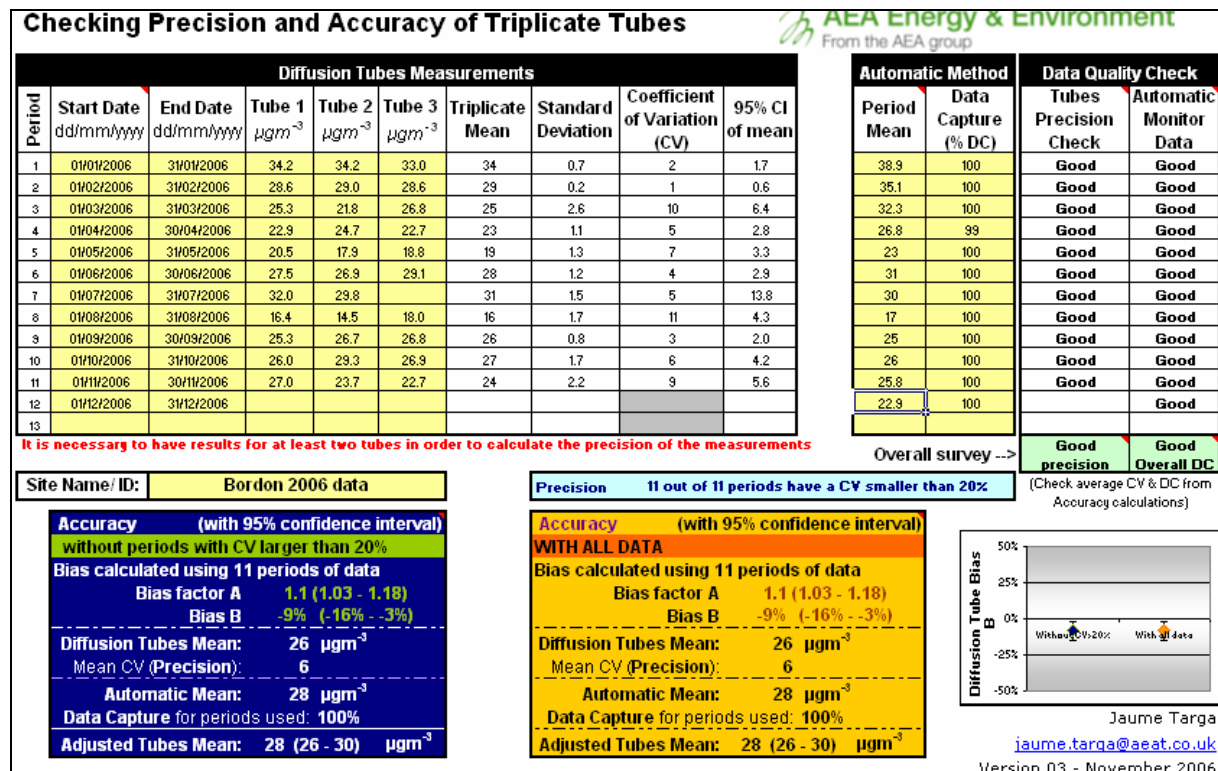 Checking Precision and Accuracy of Triplicate Tubes
AEA Energy & Environment
From the AEA group
Diffusion Tubes Measurements
Automatic Method
Data Quality Check
Period Start Date dd/mm/yyyy End Date dd/mm/yyyy Tube 1 µgm-3 Tube 2 µgm-3 Tube 3 µgm-3 Triplicate Mean Standard Deviation Coefficient of Variation (CV) 95% CI of mean Period Mean Data Capture (% DC) Tubes Precision Check Automatic Monitor Data
1 01/01/2006 31/01/2006 34.2 34.2 33.0 34 0.7 2 1.7 38.9 100 Good Good
2 01/02/2006 31/02/2006 28.6 29.0 28.6 29 0.2 1 0.6 35.1 100 Good Good
3 01/03/2006 31/03/2006 25.3 21.8 26.8 25 2.6 10 6.4 32.3 100 Good Good
4 01/04/2006 30/04/2006 22.9 24.7 22.7 23 1.1 5 2.8 26.8 99 Good Good
5 01/05/2006 31/05/2006 20.5 17.9 18.8 19 1.3 7 3.3 23 100 Good Good
6 01/06/2006 30/06/2006 27.5 26.9 29.1 28 1.2 4 2.9 31 100 Good Good
7 01/07/2006 31/07/2006 32.0 29.8 31 1.5 5 13.8 30 100 Good Good
8 01/08/2006 31/08/2006 16.4 14.5 18.0 16 1.7 11 4.3 17 100 Good Good
9 01/09/2006 30/09/2006 25.3 26.7 26.8 26 0.8 3 2.0 25 100 Good Good
10 01/10/2006 31/10/2006 26.0 29.3 26.9 27 1.7 6 4.2 26 100 Good Good
11 01/11/2006 30/11/2006 27.0 23.7 22.7 24 2.2 9 5.6 25.8 100 Good Good
12 01/12/2006 31/12/2006 22.9 100 Good
13
It is necessary to have results for at least two tubes in order to calculate the precision of the measurements
Overall survey --> Good precision Good Overall DC
(Check average CV & DC from
Accuracy calculations)
Site Name/ ID: Bordon 2006 data
Precision 11 out of 11 periods have a CV smaller than 20%
Accuracy (with 95% confidence interval)
without periods with CV larger than 20%
Bias calculated using 11 periods of data
Bias factor A 1.1 (1.03 - 1.18)
Bias B -9% (-16% - -3%)
Diffusion Tubes Mean: 26 µgm-3
Mean CV (Precision): 6
Automatic Mean: 28 µgm-3
Data Capture for periods used: 100%
Adjusted Tubes Mean: 28 (26 - 30) µgm-3
Accuracy (with 95% confidence interval)
WITH ALL DATA
Bias calculated using 11 periods of data
Bias factor A 1.1 (1.03 - 1.18)
Bias B -9% (-16% - -3%)
Diffusion Tubes Mean: 26 µgm-3
Mean CV (Precision): 6
Automatic Mean: 28 µgm-3
Data Capture for periods used: 100%
Adjusted Tubes Mean: 28 (26 - 30) µgm-3
Diffusion Tube Bias B
50%
25%
0%
-25%
-50%
Without CV>20% With all data
Jaume Targa
jaume.targa@aeat.co.uk
Version 03 - November 2006